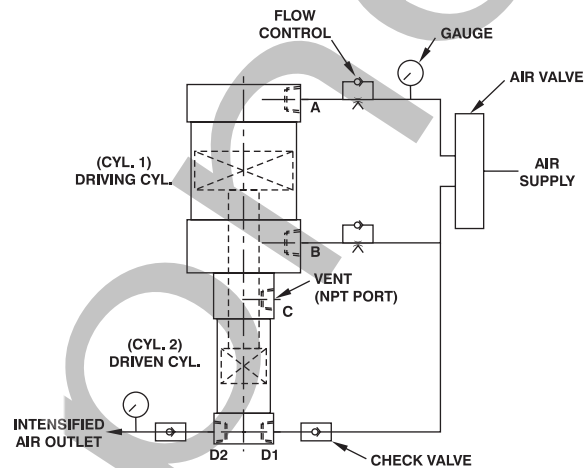 FLOW
CONTROL
GAUGE
AIR VALVE
A
(CYL. 1)
DRIVING CYL.
AIR
SUPPLY
B
VENT
(NPT PORT)
C
(CYL. 2)
DRIVEN CYL.
INTENSIFIED
AIR OUTLET
D2
D1
CHECK VALVE